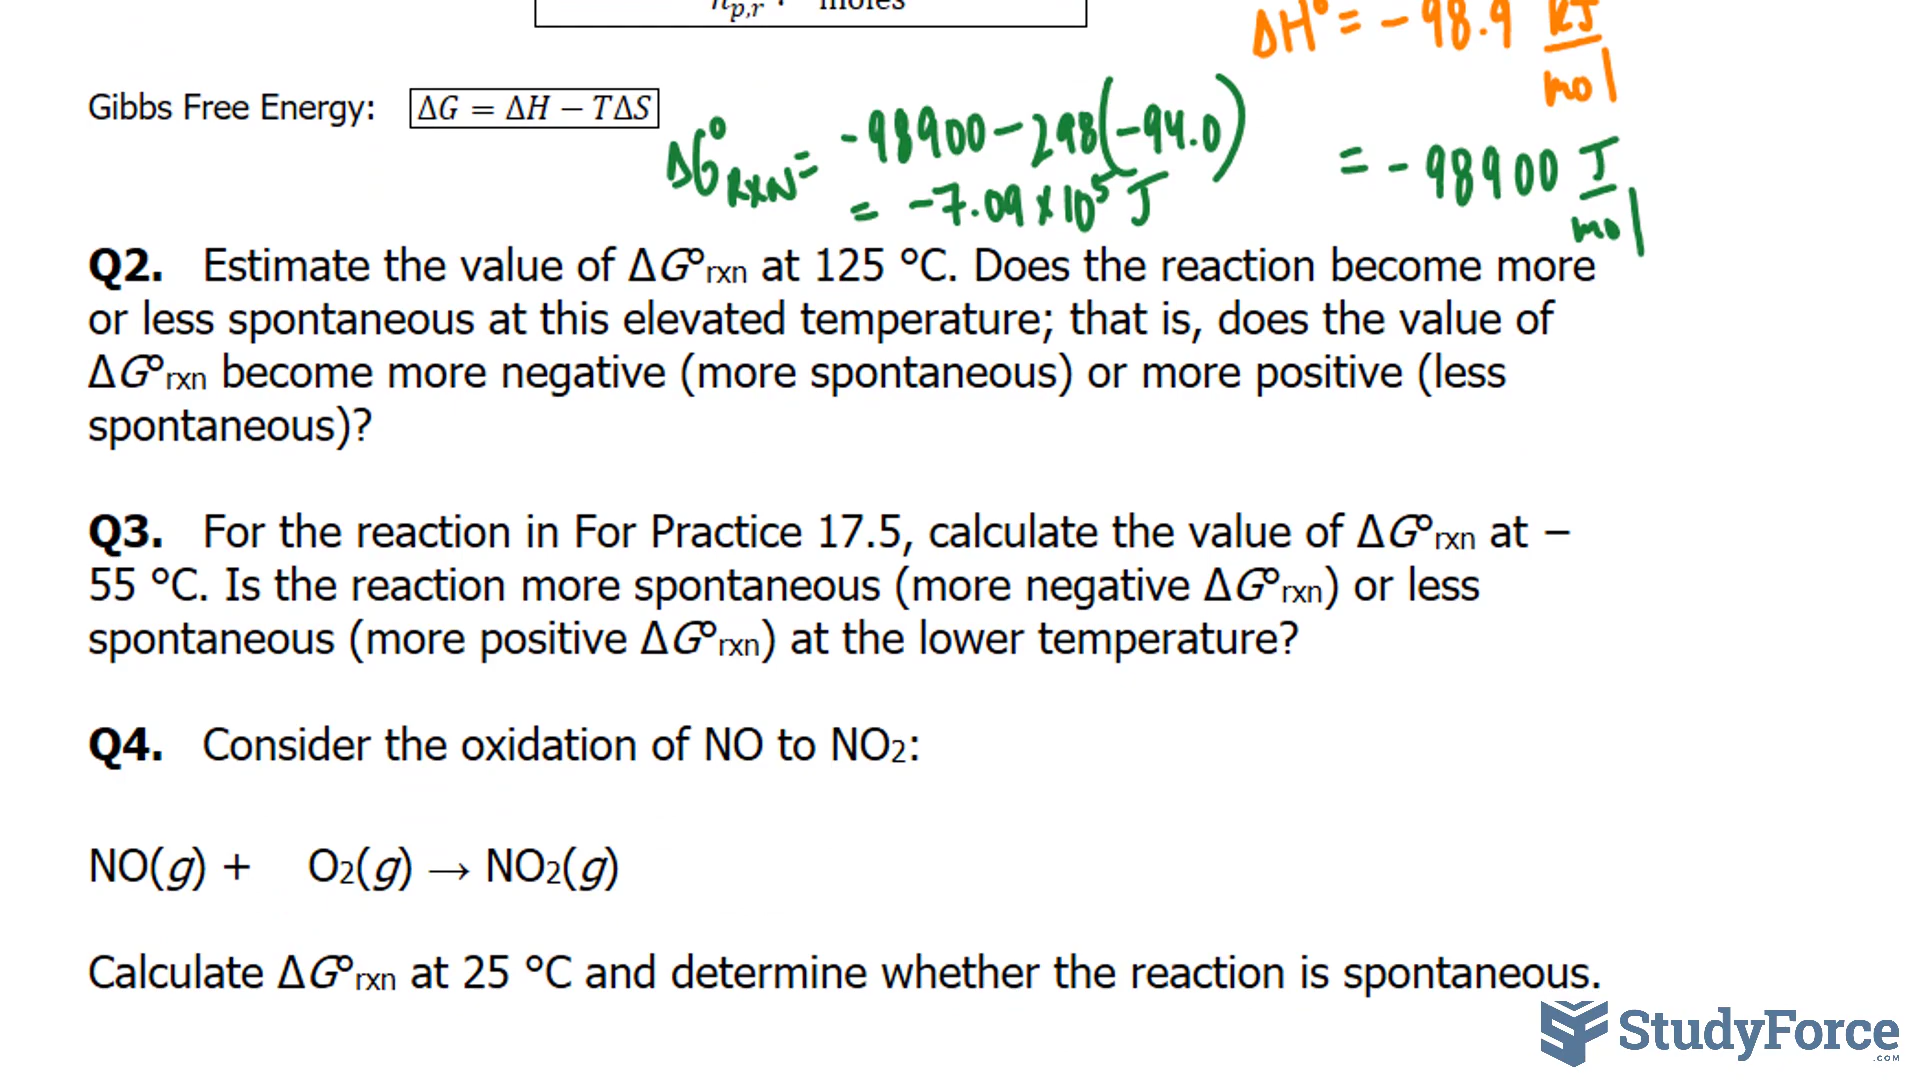 n_{p,r} : moles
ΔH° = -98.9 kJ/mol
Gibbs Free Energy: ΔG = ΔH − TΔS
ΔG°RXN = -98900 - 298(-94.0)
= -7.09 x 10^5 J
= -98900 J/mol
Q2. Estimate the value of ΔG°rxn at 125 °C. Does the reaction become more
or less spontaneous at this elevated temperature; that is, does the value of
ΔG°rxn become more negative (more spontaneous) or more positive (less
spontaneous)?
Q3. For the reaction in For Practice 17.5, calculate the value of ΔG°rxn at −
55 °C. Is the reaction more spontaneous (more negative ΔG°rxn) or less
spontaneous (more positive ΔG°rxn) at the lower temperature?
Q4. Consider the oxidation of NO to NO2:
NO(g) + O2(g) → NO2(g)
Calculate ΔG°rxn at 25 °C and determine whether the reaction is spontaneous.
StudyForce
.COM